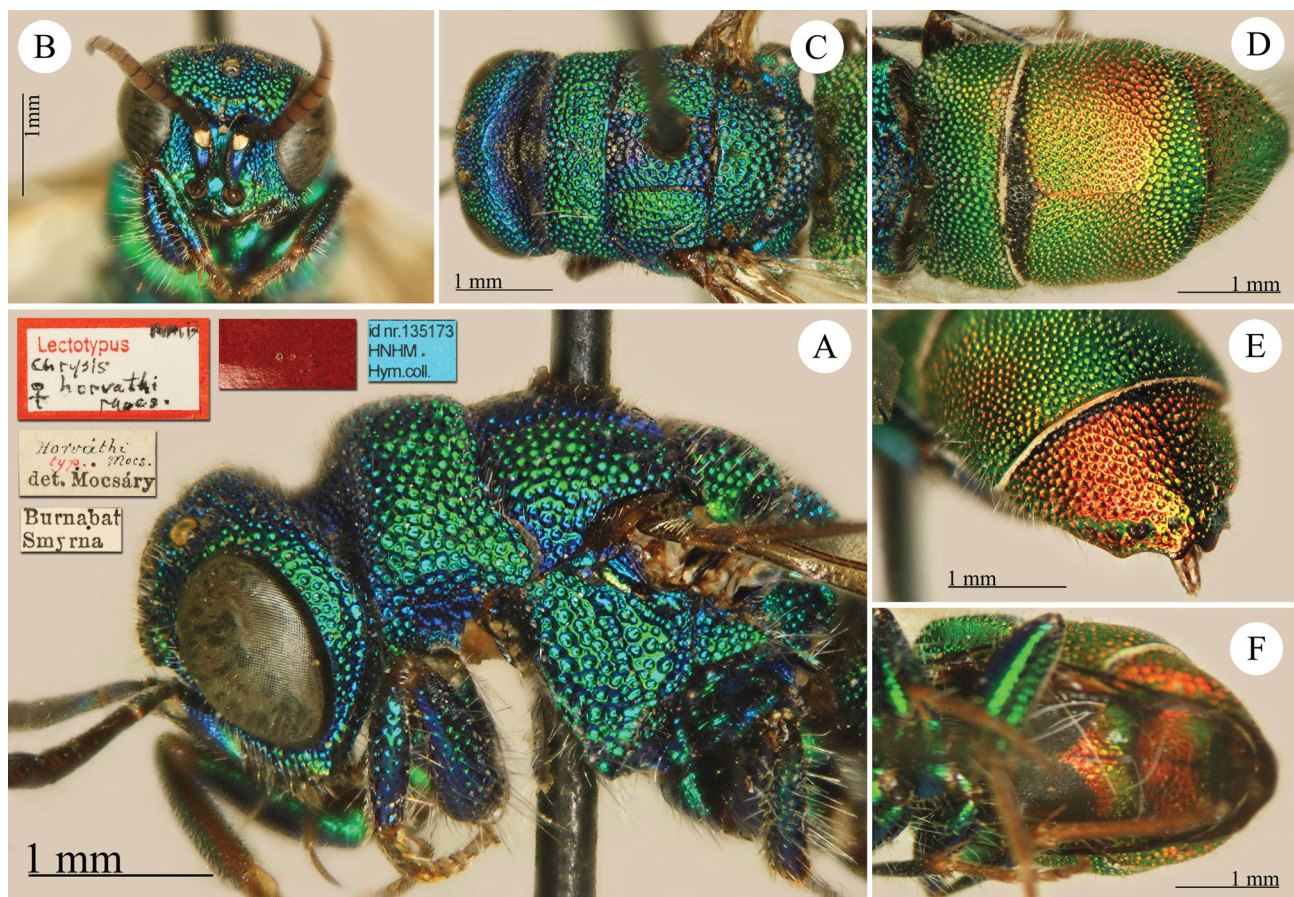 B
1mm
C
1 mm
D
1 mm
Lectotypus
Chrysis
♀ horvathi
Mocs.
id nr.135173
HNHM .
Hym.coll.
A
Horváthi
typ. . Mocs.
det. Mocsáry
Burnabat
Smyrna
1 mm
E
1 mm
F
1 mm